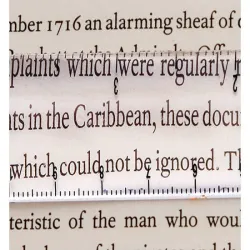 mber 1716 an alarming sheaf of
plaints which were regularly
ts in the Caribbean, these docu
which could not be ignored. Th
teristic of the man who wou